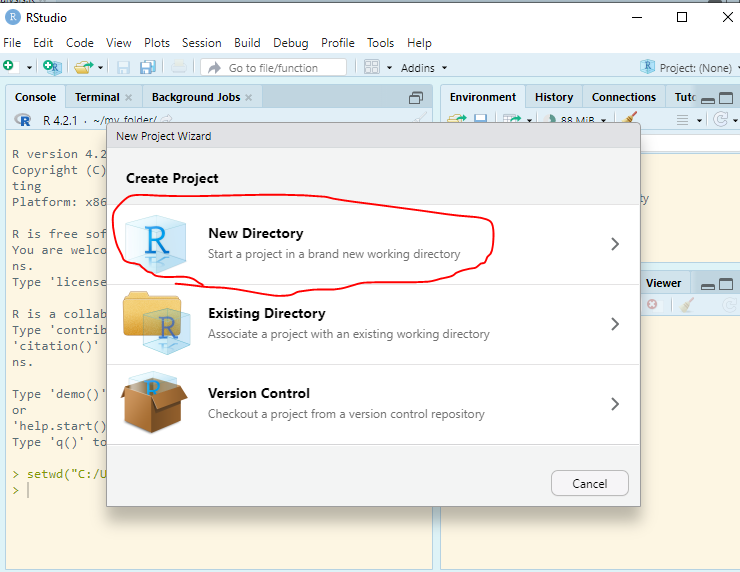 RStudio
File Edit Code View Plots Session Build Debug Profile Tools Help
Go to file/function Addins Project: (None)
Console Terminal Background Jobs
Environment History Connections
R 4.2.1 · ~/my_folder/
88 MiB
New Project Wizard
Create Project
New Directory
Start a project in a brand new working directory
Existing Directory
Associate a project with an existing working directory
Version Control
Checkout a project from a version control repository
Cancel
R version 4.2
Copyright (C)
ting
Platform: x86
R is free sof
You are welco
ns.
Type 'license
R is a collab
Type 'contrib
'citation()'
ns.
Type 'demo()'
or
'help.start()
Type 'q()' to
> setwd("C:/U
>
Viewer